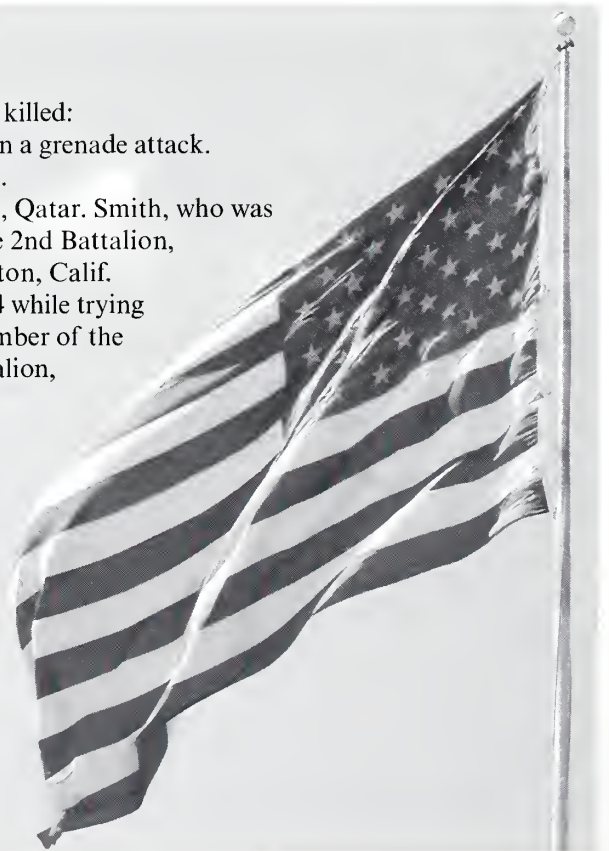 killed:
n a grenade attack.
.
, Qatar. Smith, who was
e 2nd Battalion,
ton, Calif.
4 while trying
mber of the
alion,